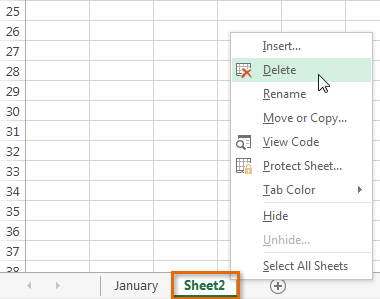 25
26
27
28
29
30
31
32
33
34
35
36
37
38
Insert...
Delete
Rename
Move or Copy...
View Code
Protect Sheet...
Tab Color
Hide
Unhide...
Select All Sheets
January
Sheet2